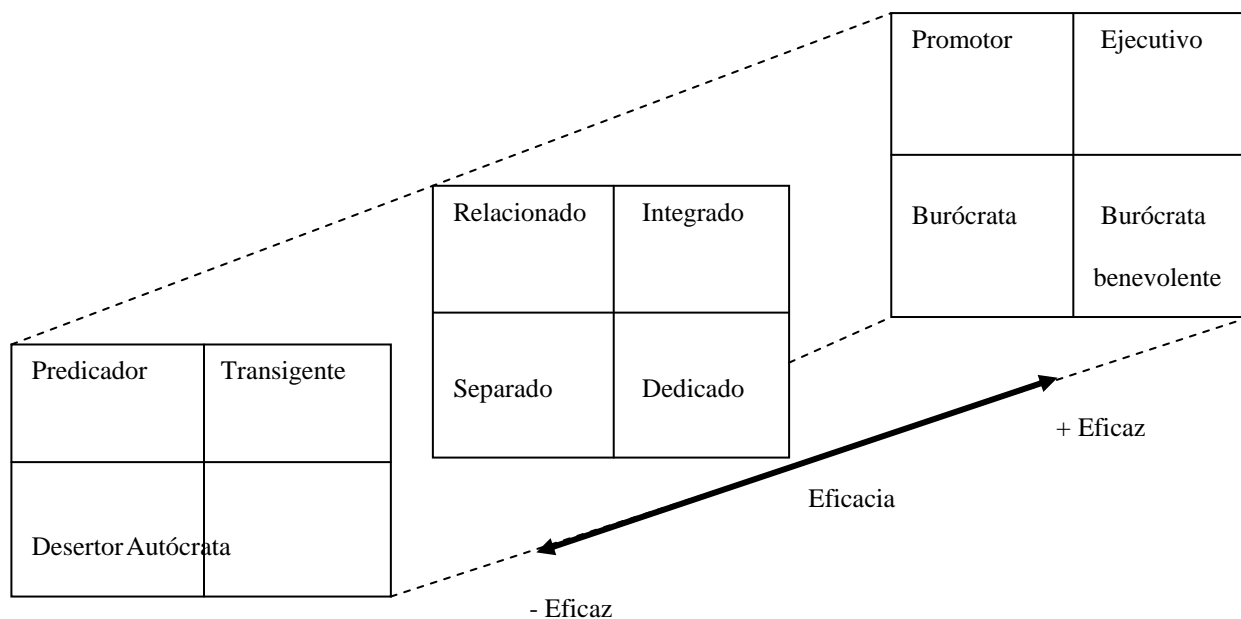 Promotor Ejecutivo
Burócrata Burócrata
benevolente
Relacionado Integrado
Separado Dedicado
Predicador Transigente
Desertor Autócrata
+ Eficaz
Eficacia
- Eficaz